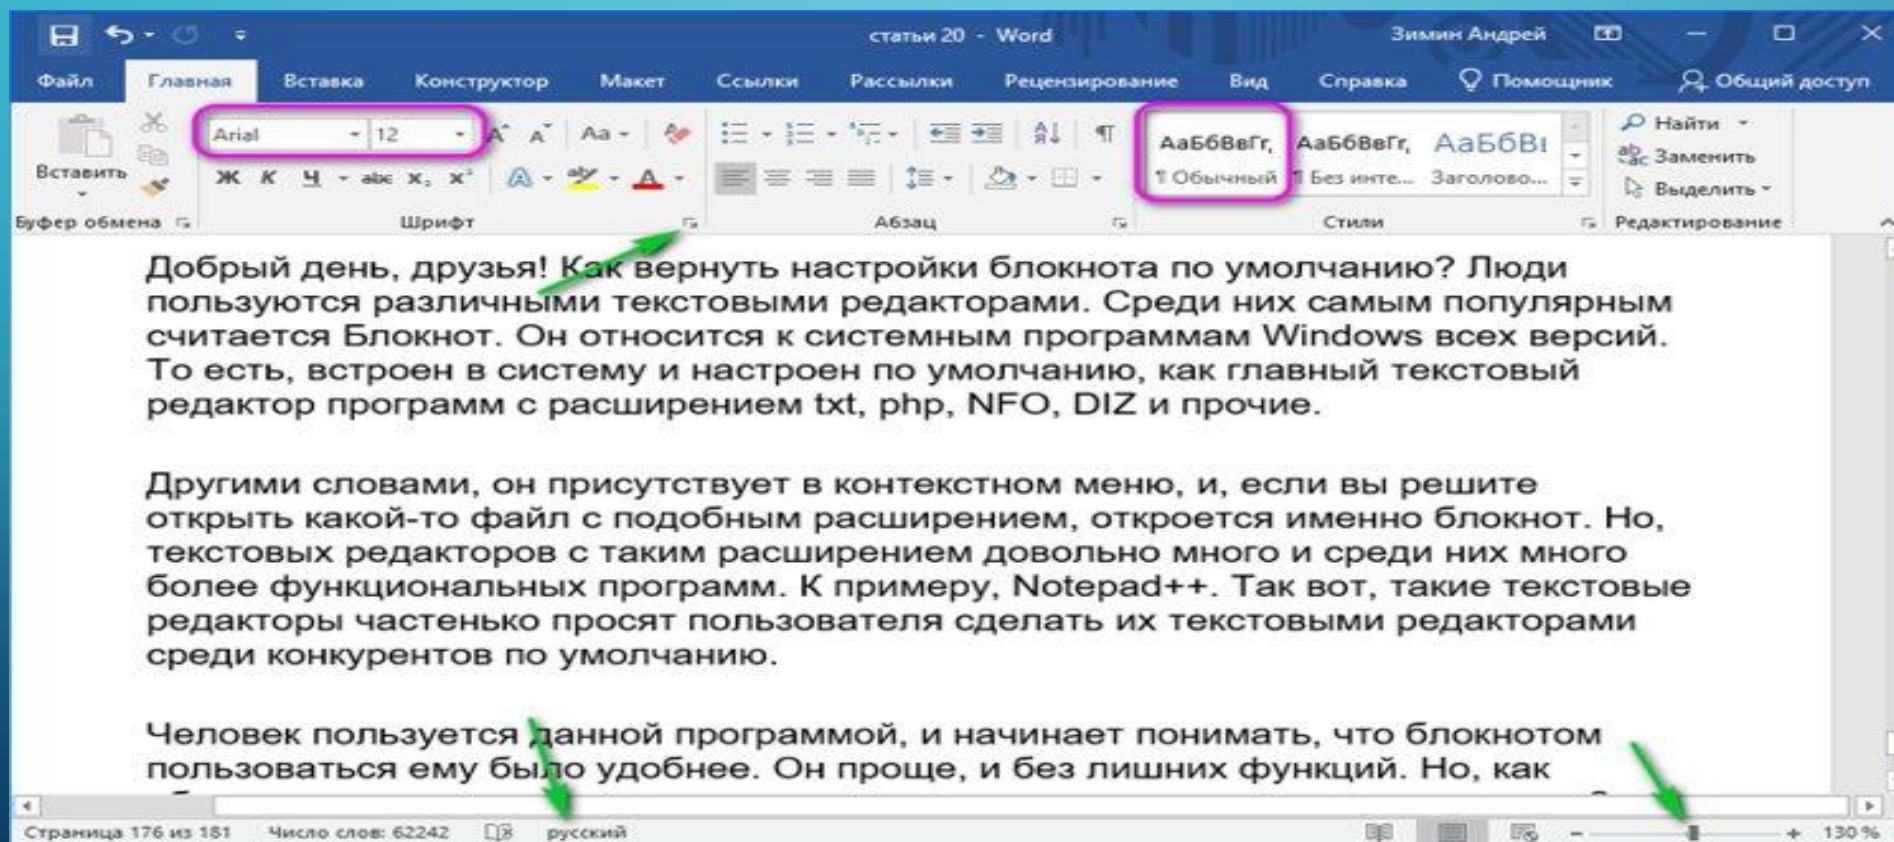 статьи 20 - Word
Зимин Андрей
Файл Главная Вставка Конструктор Макет Ссылки Рассылки Рецензирование Вид Справка Помощник Общий доступ
Arial 12 Аа АаБбВвГг, АаБбВвГг, АаБбВı Найти
Вставить Ж К Ч abc x₂ x² А ab А ¶ Обычный ¶ Без инте... Заголово... Заменить
Выделить
Буфер обмена Шрифт Абзац Стили Редактирование
Добрый день, друзья! Как вернуть настройки блокнота по умолчанию? Люди
пользуются различными текстовыми редакторами. Среди них самым популярным
считается Блокнот. Он относится к системным программам Windows всех версий.
То есть, встроен в систему и настроен по умолчанию, как главный текстовый
редактор программ с расширением txt, php, NFO, DIZ и прочие.
Другими словами, он присутствует в контекстном меню, и, если вы решите
открыть какой-то файл с подобным расширением, откроется именно блокнот. Но,
текстовых редакторов с таким расширением довольно много и среди них много
более функциональных программ. К примеру, Notepad++. Так вот, такие текстовые
редакторы частенько просят пользователя сделать их текстовыми редакторами
среди конкурентов по умолчанию.
Человек пользуется данной программой, и начинает понимать, что блокнотом
пользоваться ему было удобнее. Он проще, и без лишних функций. Но, как
Страница 176 из 181 Число слов: 62242 русский 130 %